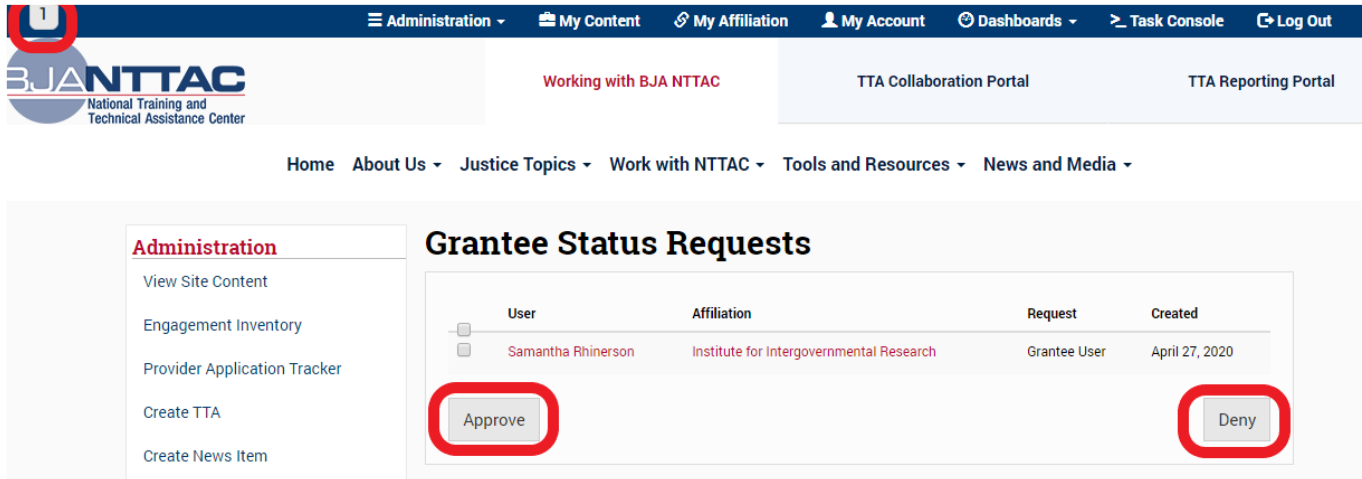 1
Administration My Content My Affiliation My Account Dashboards >_ Task Console Log Out
BJANTTAC
National Training and
Technical Assistance Center
Working with BJA NTTAC TTA Collaboration Portal TTA Reporting Portal
Home About Us Justice Topics Work with NTTAC Tools and Resources News and Media
Administration
View Site Content
Engagement Inventory
Provider Application Tracker
Create TTA
Create News Item
Grantee Status Requests
User Affiliation Request Created
Samantha Rhinerson Institute for Intergovernmental Research Grantee User April 27, 2020
Approve Deny